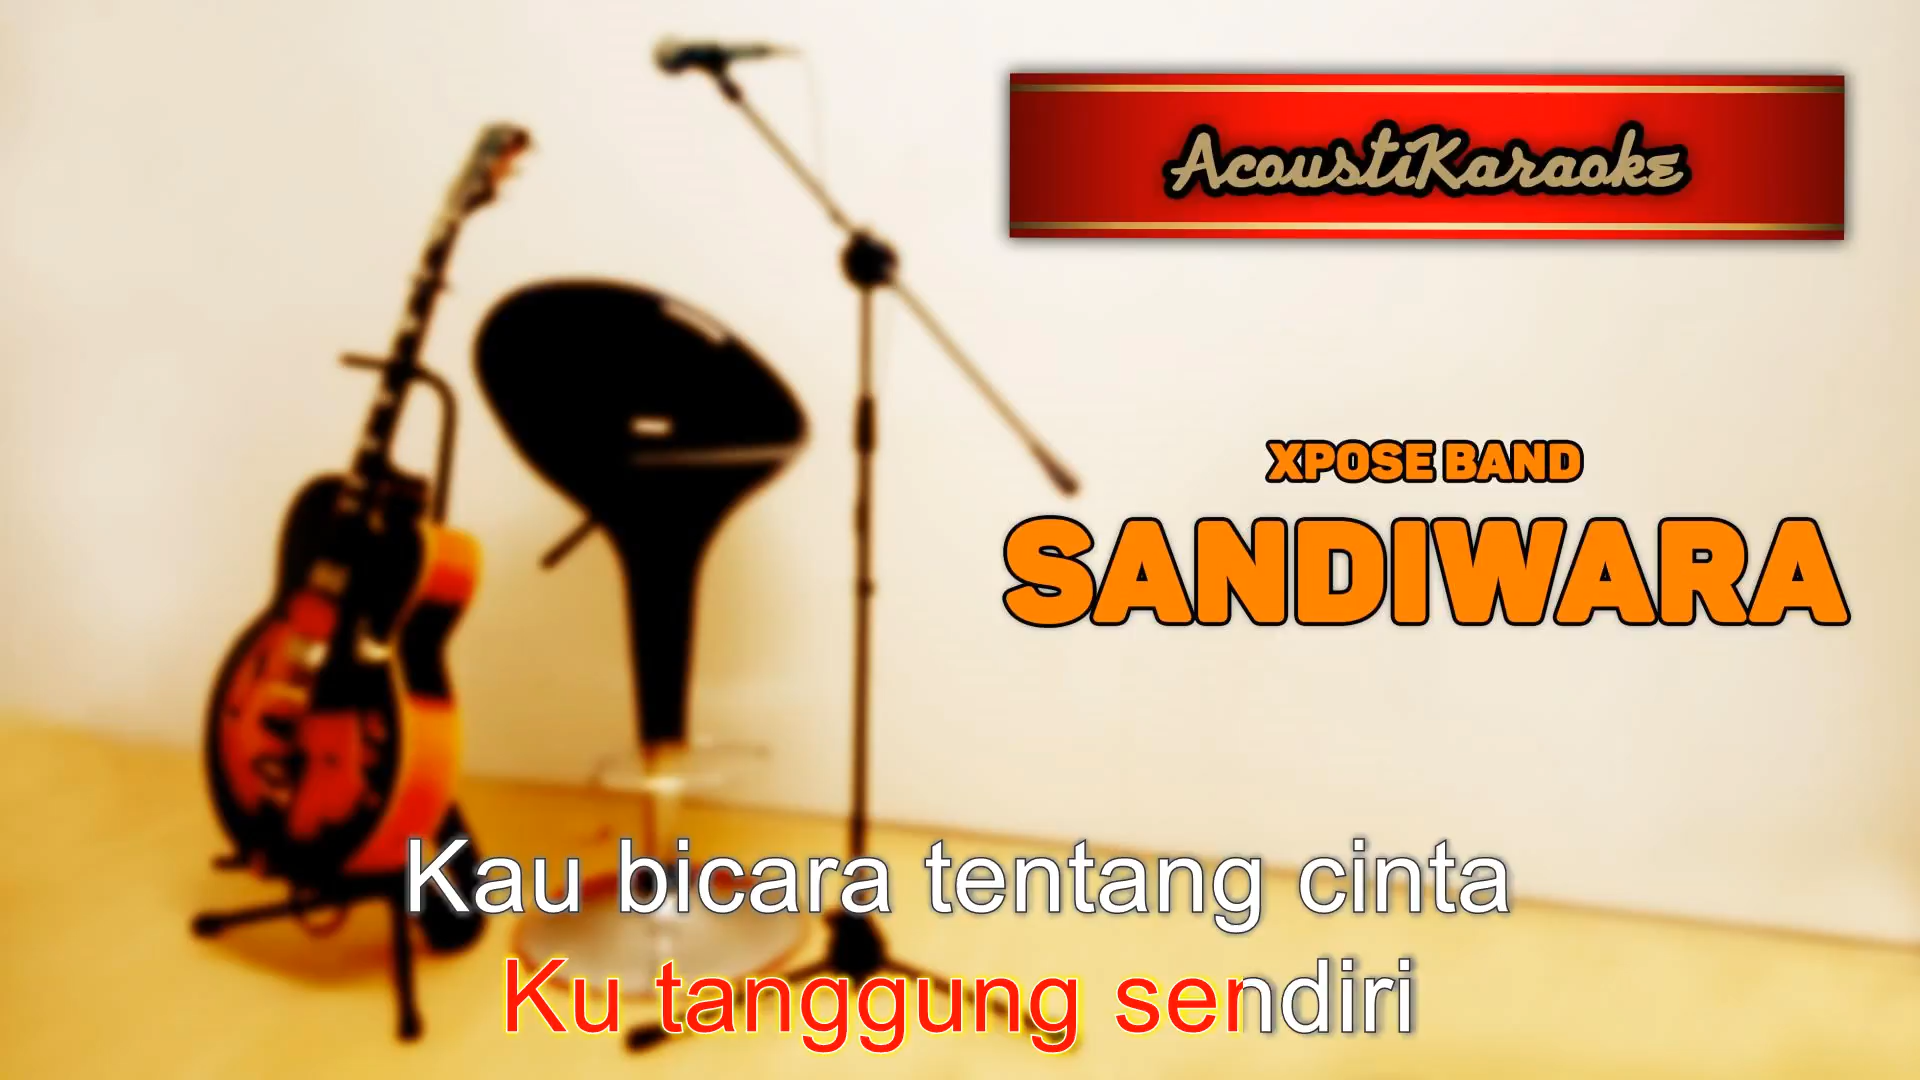 AcoustiKaraoke
XPOSE BAND
SANDIWARA
Kau bicara tentang cinta
Ku tanggung sendiri